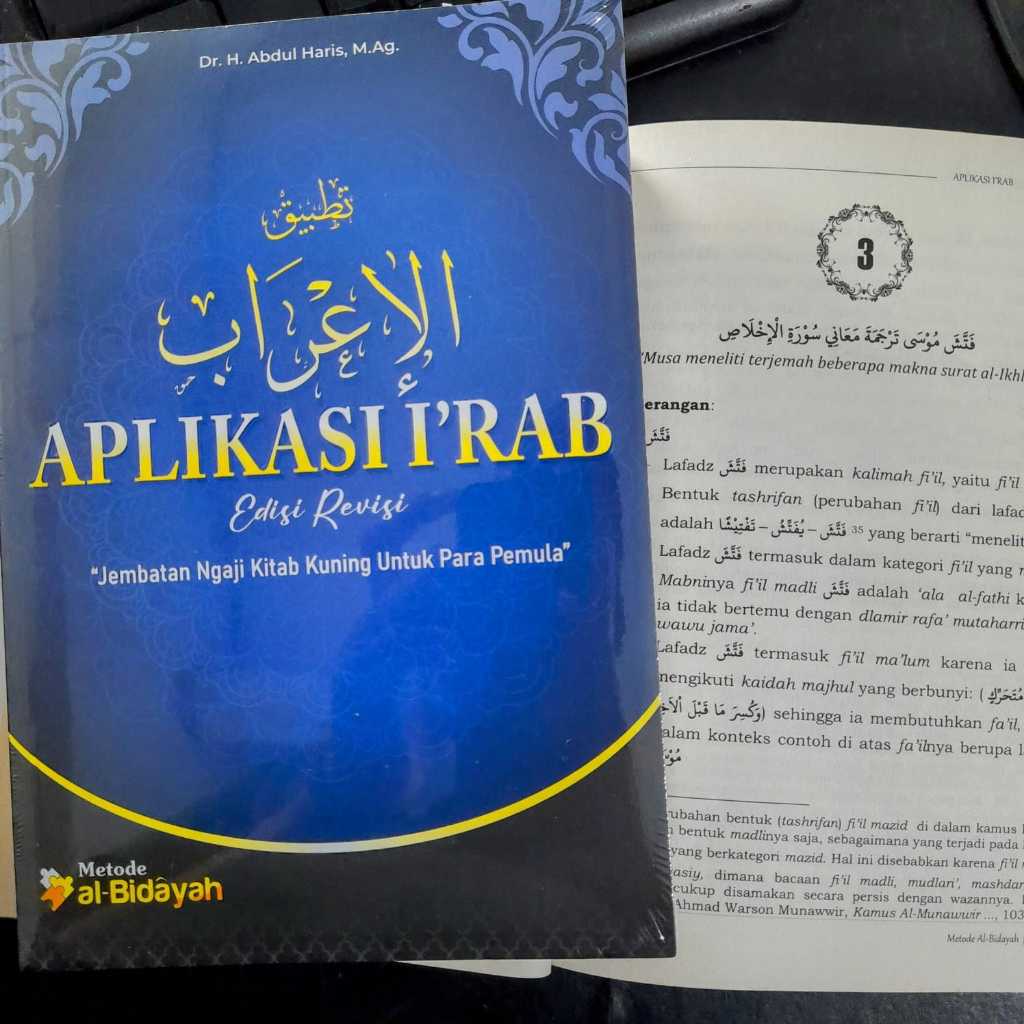 Dr. H. Abdul Haris, M.Ag.
تطبيق
الإعْرَاب
APLIKASI I'RAB
Edisi Revisi
"Jembatan Ngaji Kitab Kuning Untuk Para Pemula"
Metode
al-Bidâyah
APLIKASI I'RAB
3
فَتَّشَ مُوْسَى تَرْجَمَةَ مَعَانِي سُوْرَةِ الْإِخْلَاصِ
"Musa meneliti terjemah beberapa makna surat al-Ikhl
erangan:
فَتَّشَ
Lafadz فَتَّشَ merupakan kalimah fi'il, yaitu fi'il
Bentuk tashrifan (perubahan fi'il) dari lafad
adalah فَتَّشَ – يُفَتِّشُ – تَفْتِيْشًا 35 yang berarti "menelit
Lafadz فَتَّشَ termasuk dalam kategori fi'il yang
Mabninya fi'il madli فَتَّشَ adalah 'ala al-fathi k
ia tidak bertemu dengan dlamir rafa' mutaharri
wawu jama'.
Lafadz فَتَّشَ termasuk fi'il ma'lum karena ia
mengikuti kaidah majhul yang berbunyi: (مُتَحَرِّكٍ
وَكُسِرَ مَا قَبْلَ اْلآخِ) sehingga ia membutuhkan fa'il,
alam konteks contoh di atas fa'ilnya berupa l
مُوْسَ
rubahan bentuk (tashrifan) fi'il mazid di dalam kamus
n bentuk madlinya saja, sebagaimana yang terjadi pada
yang berkategori mazid. Hal ini disebabkan karena fi'il
asiy, dimana bacaan fi'il madli, mudlari', mashdar
cukup disamakan secara persis dengan wazannya.
Ahmad Warson Munawwir, Kamus Al-Munawwir ..., 103
Metode Al-Bidayah